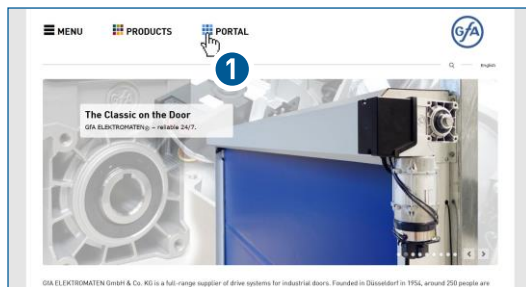 MENU
PRODUCTS
PORTAL
GfA
1
English
The Classic on the Door
GfA ELEKTROMATEN® – reliable 24/7.
GfA ELEKTROMATEN GmbH & Co. KG is a full-range supplier of drive systems for industrial doors. Founded in Düsseldorf in 1954, around 250 people are